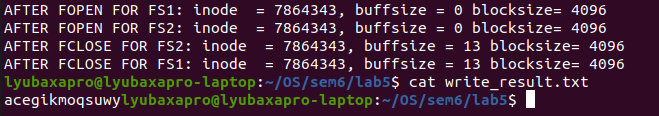 AFTER FOPEN FOR FS1: inode  = 7864343, buffsize = 0 blocksize= 4096
AFTER FOPEN FOR FS2: inode  = 7864343, buffsize = 0 blocksize= 4096
AFTER FCLOSE FOR FS2: inode  = 7864343, buffsize = 13 blocksize= 4096
AFTER FCLOSE FOR FS1: inode  = 7864343, buffsize = 13 blocksize= 4096
lyubaxapro@lyubaxapro-laptop:~/OS/sem6/lab5$ cat write_result.txt
acegikmoqsuwylyubaxapro@lyubaxapro-laptop:~/OS/sem6/lab5$